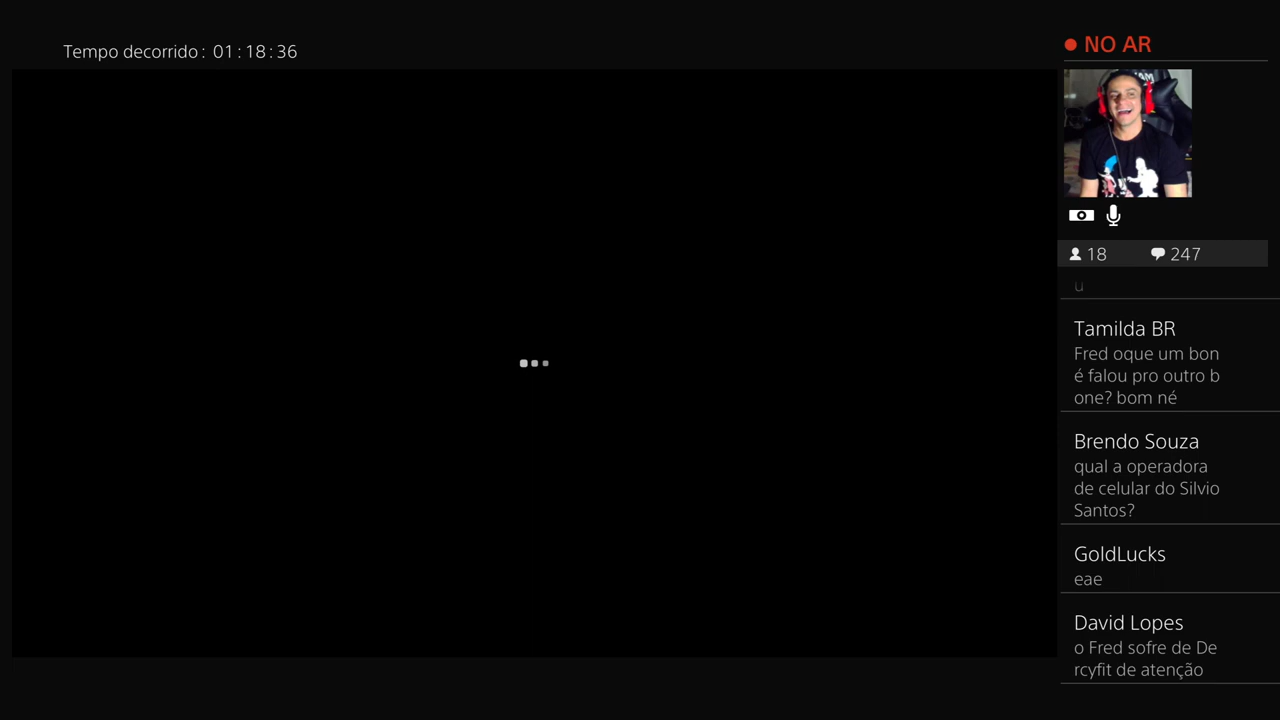 Tempo decorrido: 01:18:36
NO AR
18 247
u
Tamilda BR
Fred oque um bon
é falou pro outro b
one? bom né
Brendo Souza
qual a operadora
de celular do Silvio
Santos?
GoldLucks
eae
David Lopes
o Fred sofre de De
rcyfit de atenção